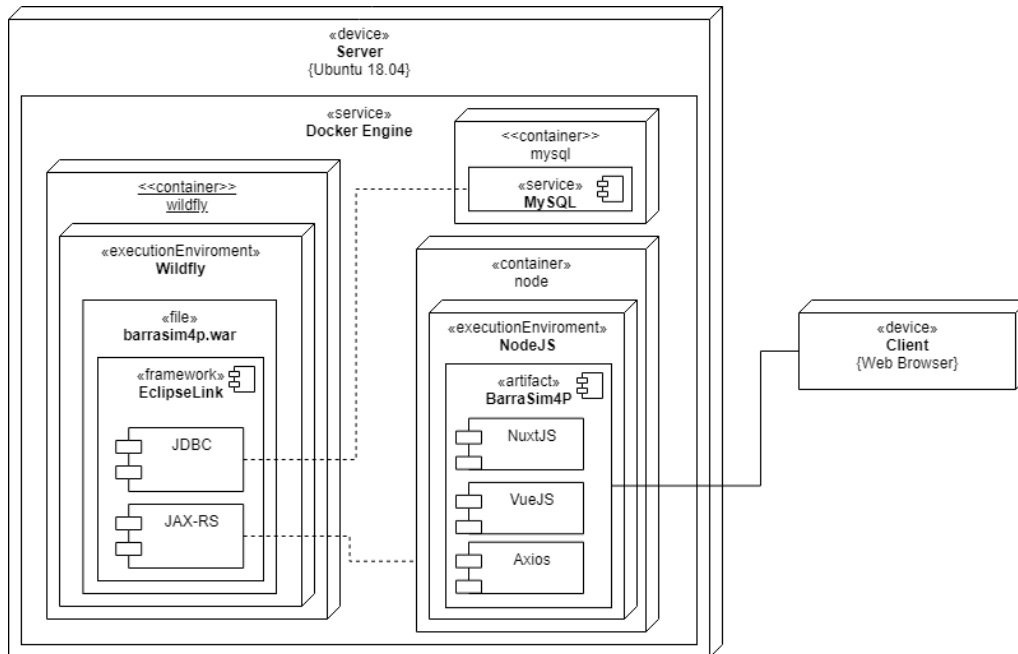 «device»
Server
{Ubuntu 18.04}
«service»
Docker Engine
<<container>>
wildfly
«executionEnviroment»
Wildfly
«file»
barrasim4p.war
«framework»
EclipseLink
JDBC
JAX-RS
<<container>>
mysql
«service»
MySQL
«container»
node
«executionEnviroment»
NodeJS
«artifact»
BarraSim4P
NuxtJS
VueJS
Axios
«device»
Client
{Web Browser}